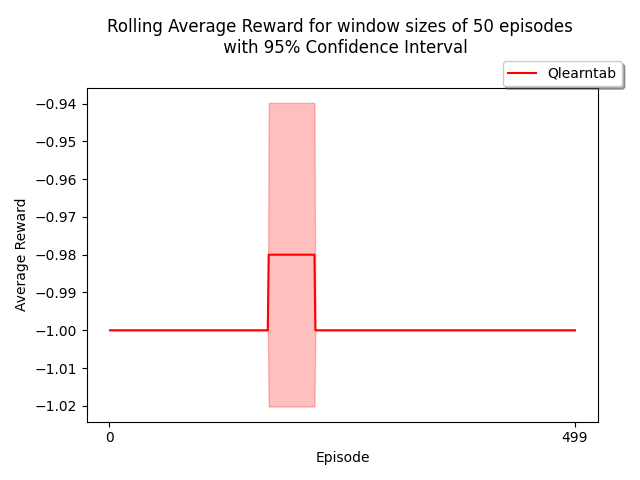 Rolling Average Reward for window sizes of 50 episodes
with 95% Confidence Interval
Qlearntab
−0.94
−0.95
−0.96
−0.97
−0.98
−0.99
−1.00
−1.01
−1.02
Average Reward
0
499
Episode